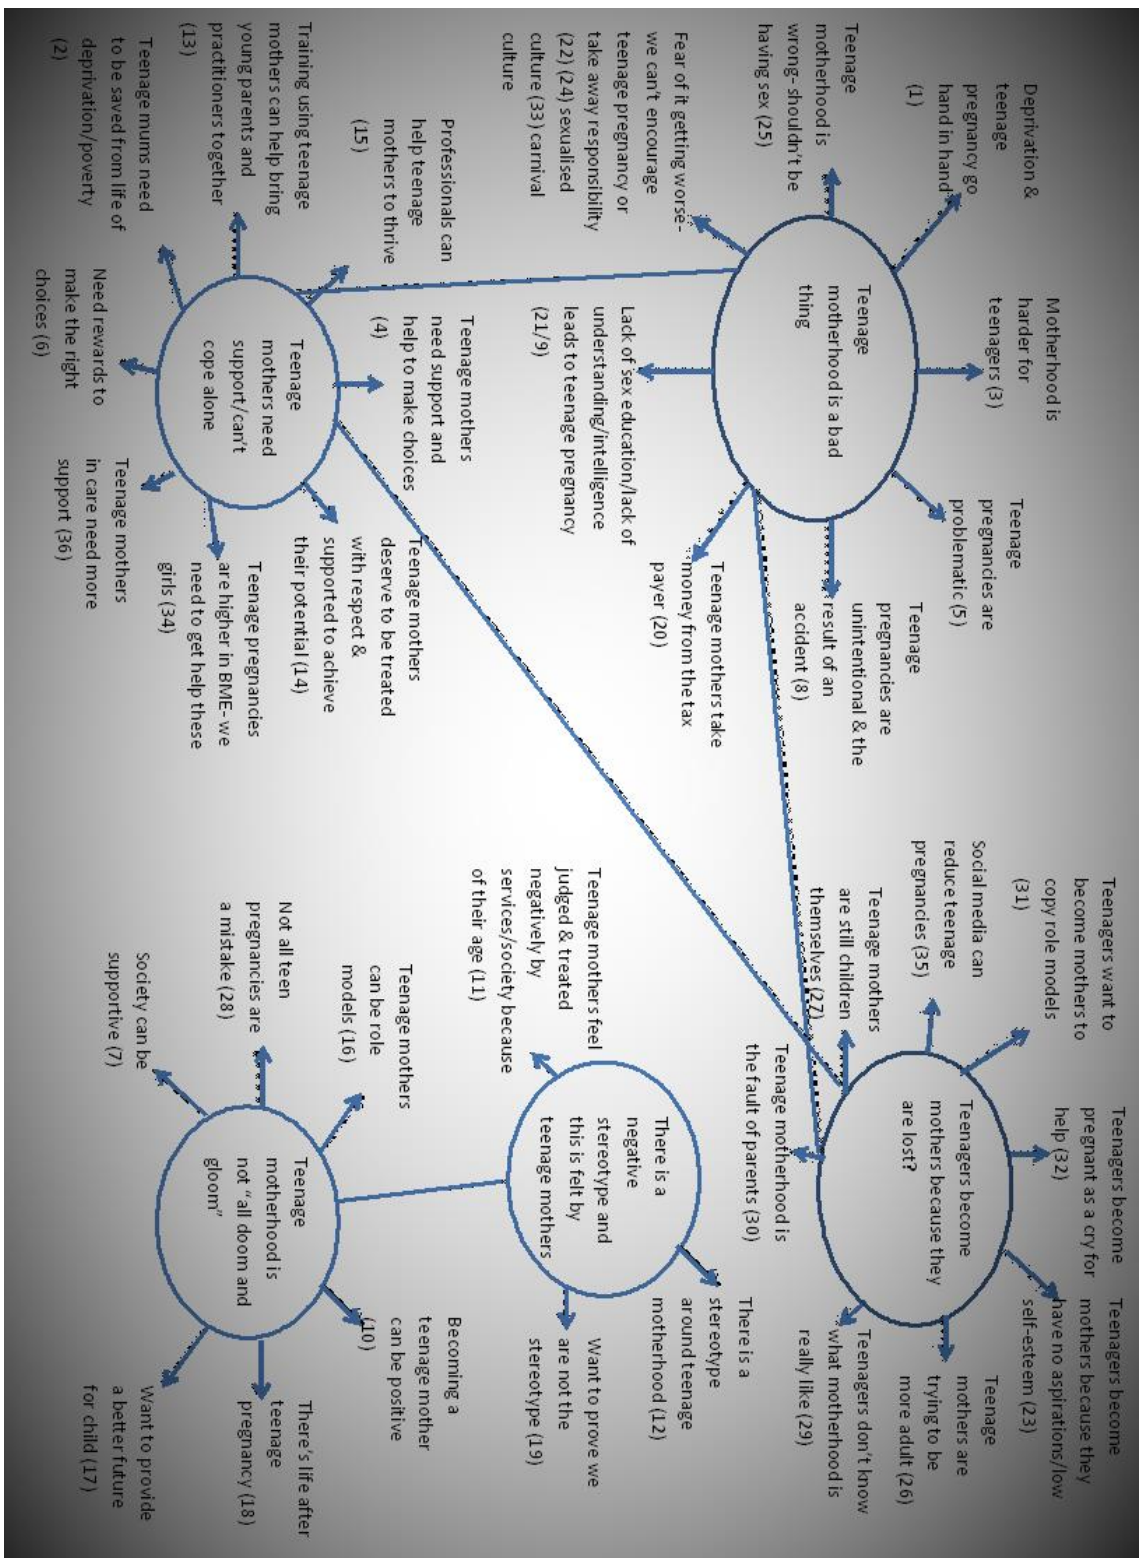 Deprivation &
teenage
pregnancy go
hand in hand
(1)
Motherhood is
harder for
teenagers (3)
Teenage
pregnancies are
problematic (5)
Teenage
pregnancies are
unintentional & the
result of an
accident (8)
Teenage
motherhood is
wrong- shouldn't be
having sex (25)
Teenage
motherhood is a bad
thing
Fear of it getting worse-
we can't encourage
teenage pregnancy or
take away responsibility
(22) (24) sexualised
culture (33) carnival
culture
Lack of sex education/lack of
understanding/intelligence
leads to teenage pregnancy
(21/9)
Teenage mothers take
money from the tax
payer (20)
Teenagers want to
become mothers to
copy role models
(31)
Teenagers become
pregnant as a cry for
help (32)
Teenagers become
mothers because they
have no aspirations/low
self-esteem (23)
Social media can
reduce teenage
pregnancies (35)
Teenagers become
mothers because they
are lost?
Teenage
mothers are
trying to be
more adult (26)
Teenage mothers
are still children
themselves (27)
Teenage motherhood is
the fault of parents (30)
Teenagers don't know
what motherhood is
really like (29)
Professionals can
help teenage
mothers to thrive
(15)
Teenage mothers
need support and
help to make choices
(4)
Teenage mothers
deserve to be treated
with respect &
supported to achieve
their potential (14)
Training using teenage
mothers can help bring
young parents and
practitioners together
(13)
Teenage
mothers need
support/can't
cope alone
Teenage pregnancies
are higher in BME- we
need to get help these
girls (34)
Teenage mums need
to be saved from life of
deprivation/poverty
(2)
Need rewards to
make the right
choices (6)
Teenage mothers
in care need more
support (36)
Teenage mothers feel
judged & treated
negatively by
services/society because
of their age (11)
There is a
negative
stereotype and
this is felt by
teenage mothers
There is a
stereotype
around teenage
motherhood (12)
Want to prove we
are not the
stereotype (19)
Teenage mothers
can be role
models (16)
Becoming a
teenage mother
can be positive
(10)
Not all teen
pregnancies are
a mistake (28)
Teenage
motherhood is
not "all doom and
gloom"
There's life after
teenage
pregnancy (18)
Society can be
supportive (7)
Want to provide
a better future
for child (17)